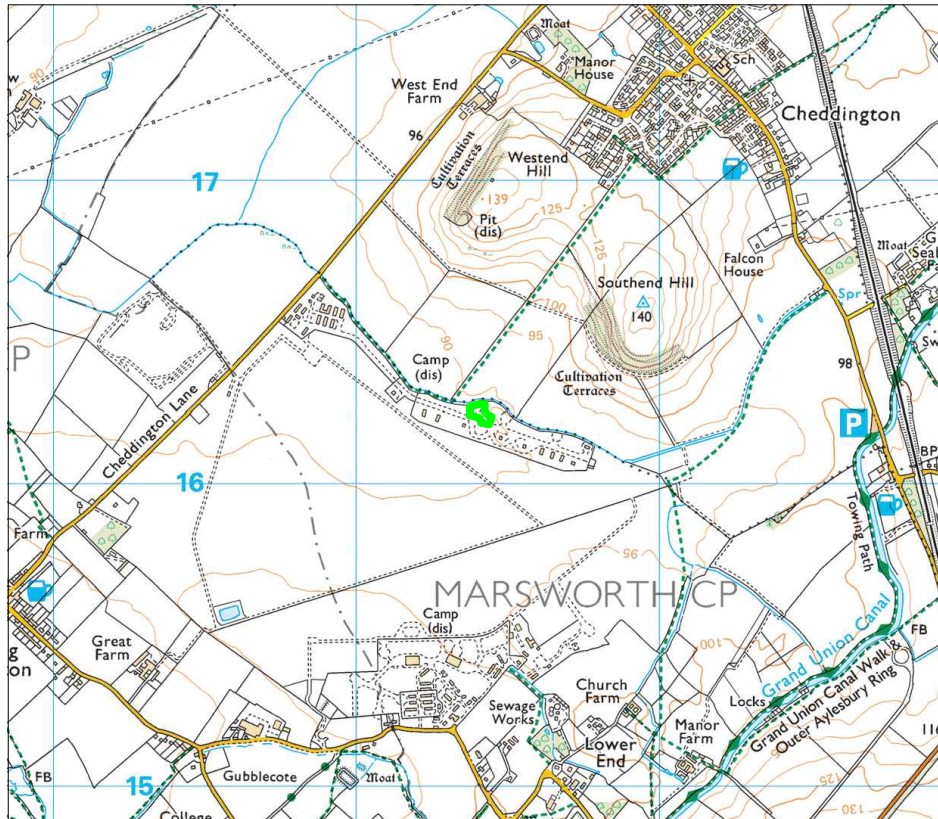 90
Moat
Sch
Manor
House
West End
Farm
Cheddington
96
Cultivation
Terraces
Westend
Hill
17
139
125
Pit
(dis)
125
Falcon
House
Moat
Southend Hill
100
140
Spr
95
90
Camp
(dis)
98
P
Cultivation
Terraces
Cheddington Lane
P
16
BP
Farm
Towing Path
95
MARSWORTH CP
Camp
(dis)
Great
Farm
on
100
FB
Grand Union Canal
Grand Union Canal Walk &
Outer Aylesbury Ring
Church
Farm
Locks
Sewage
Works
Manor
Farm
Lower
End
116
15
FB
Gubblecote
Moat
125
130
College